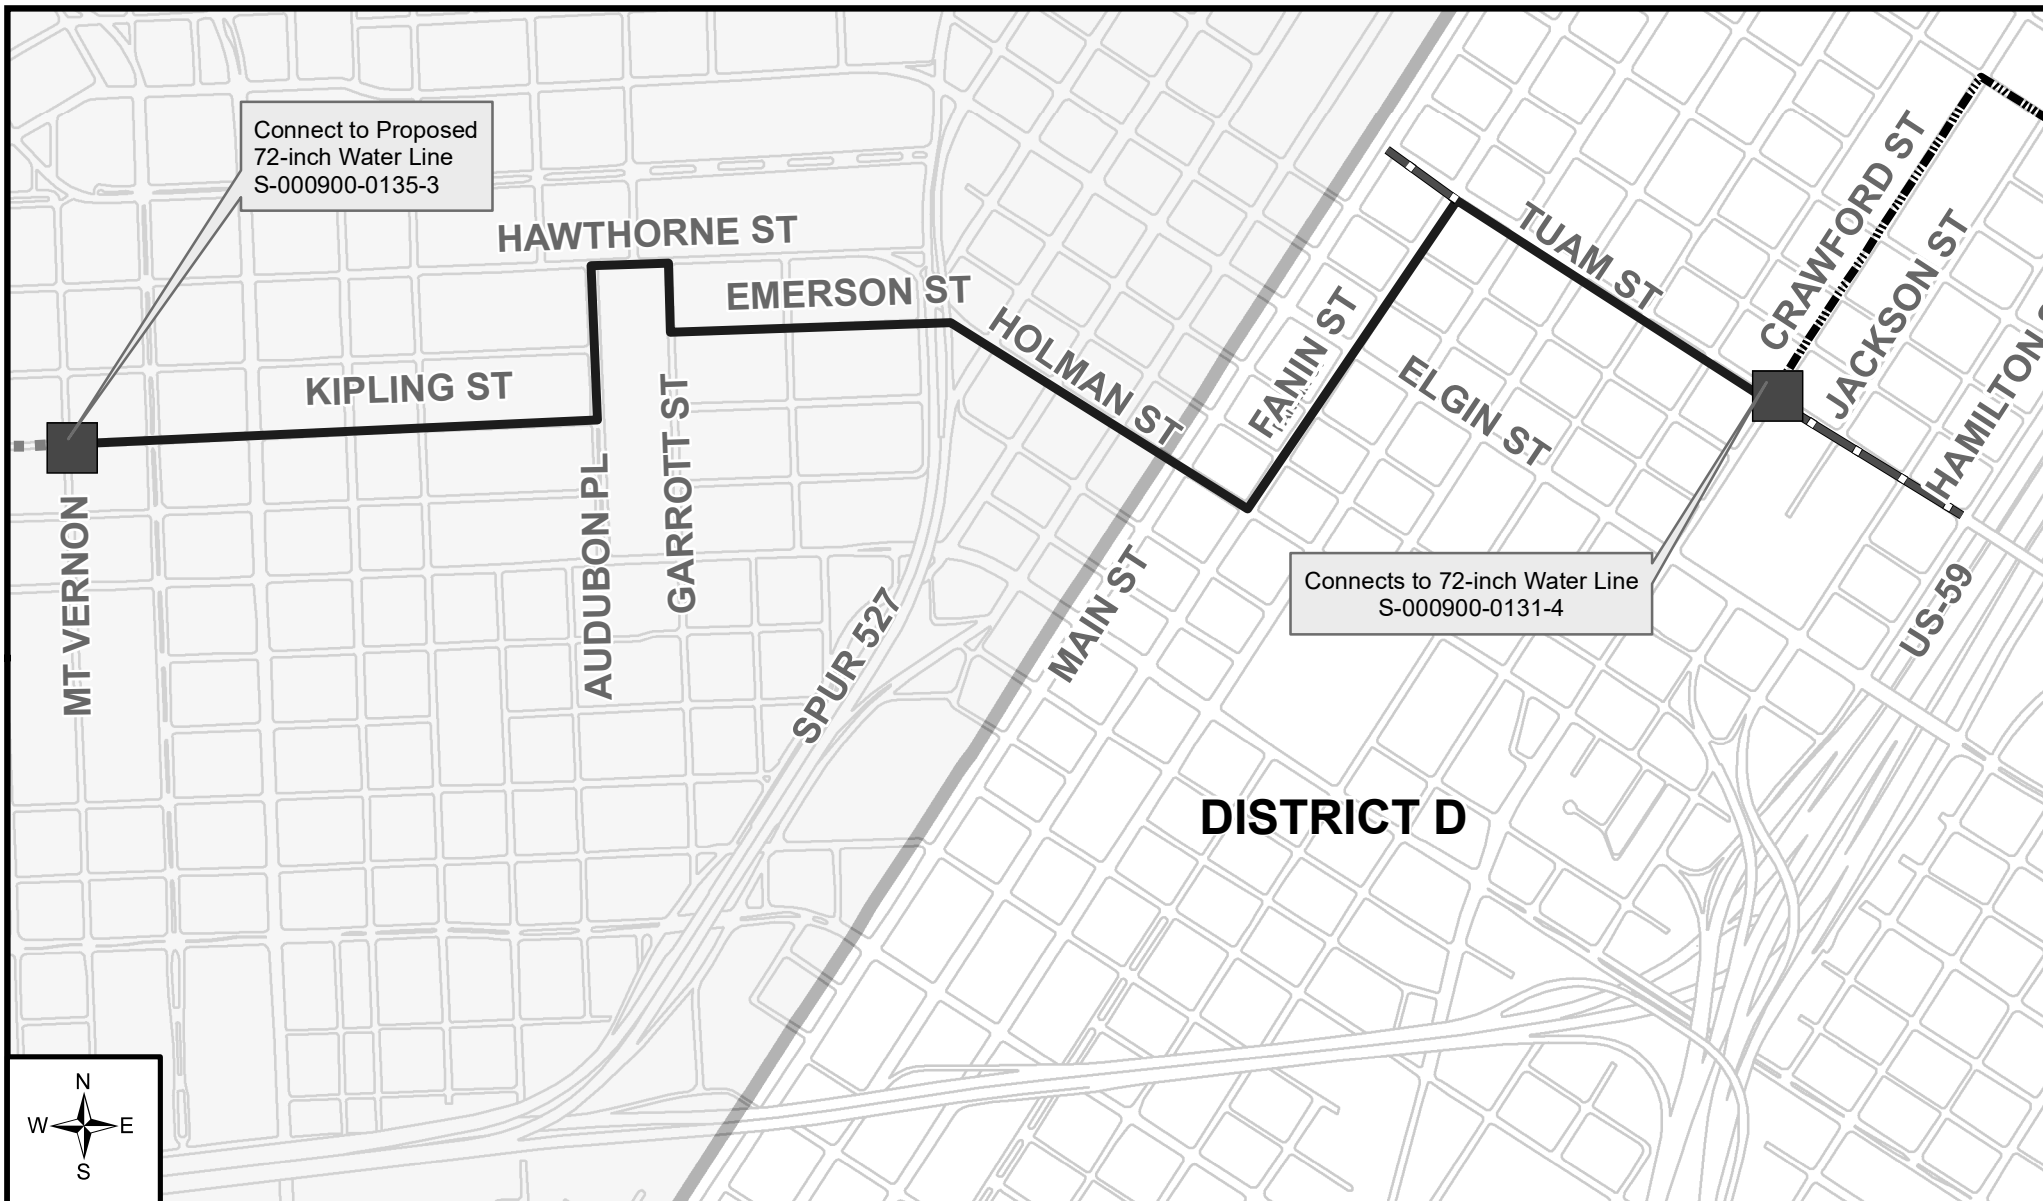 Connect to Proposed
72-inch Water Line
S-000900-0135-3
HAWTHORNE ST
EMERSON ST
KIPLING ST
HOLMAN ST
FANIN ST
TUAM ST
ELGIN ST
CRAWFORD ST
JACKSON ST
HAMILTON S
MT VERNON
AUDUBON PL
GARROTT ST
SPUR 527
MAIN ST
US-59
Connects to 72-inch Water Line
S-000900-0131-4
DISTRICT D
N
W E
S